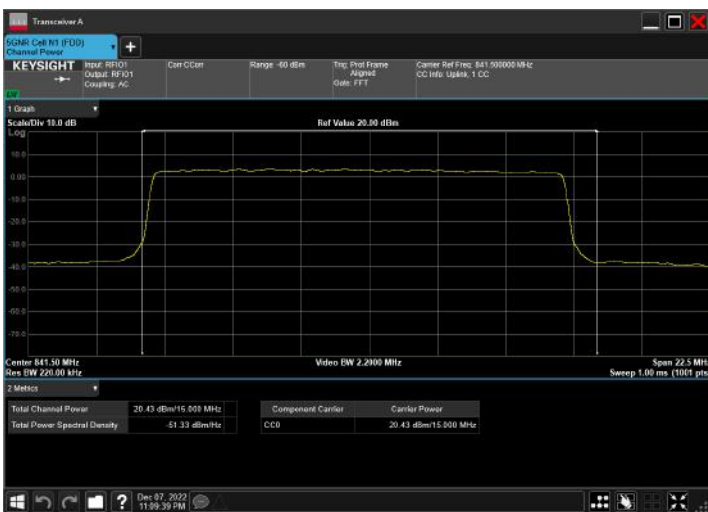 Transceiver A
5GNR Cell N1 (FDD)
Channel Power
KEYSIGHT
Input: RFIO1
Output: RFIO1
Coupling: AC
Corr CCorr
Range: -60 dBm
Trig: Prot Frame
Aligned
Gate: FFT
Carrier Ref Freq: 841.500000 MHz
CC Info: Uplink, 1 CC
1 Graph
Scale/Div 10.0 dB
Ref Value 20.00 dBm
Log
10.0
0.00
-10.0
-20.0
-30.0
-40.0
-50.0
-60.0
-70.0
Center 841.50 MHz
Video BW 2.2000 MHz
Span 22.5 MH
Res BW 220.00 kHz
Sweep 1.00 ms (1001 pts
2 Metrics
Total Channel Power 20.43 dBm/15.000 MHz
Total Power Spectral Density -51.33 dBm/Hz
Component Carrier Carrier Power
CC0 20.43 dBm/15.000 MHz
?
Dec 07, 2022
11:09:39 PM